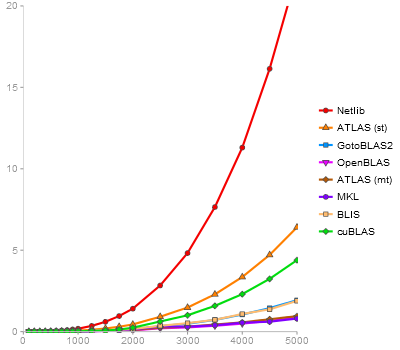 20
15
10
5
0
0 1000 2000 3000 4000 5000
Netlib
ATLAS (st)
GotoBLAS2
OpenBLAS
ATLAS (mt)
MKL
BLIS
cuBLAS